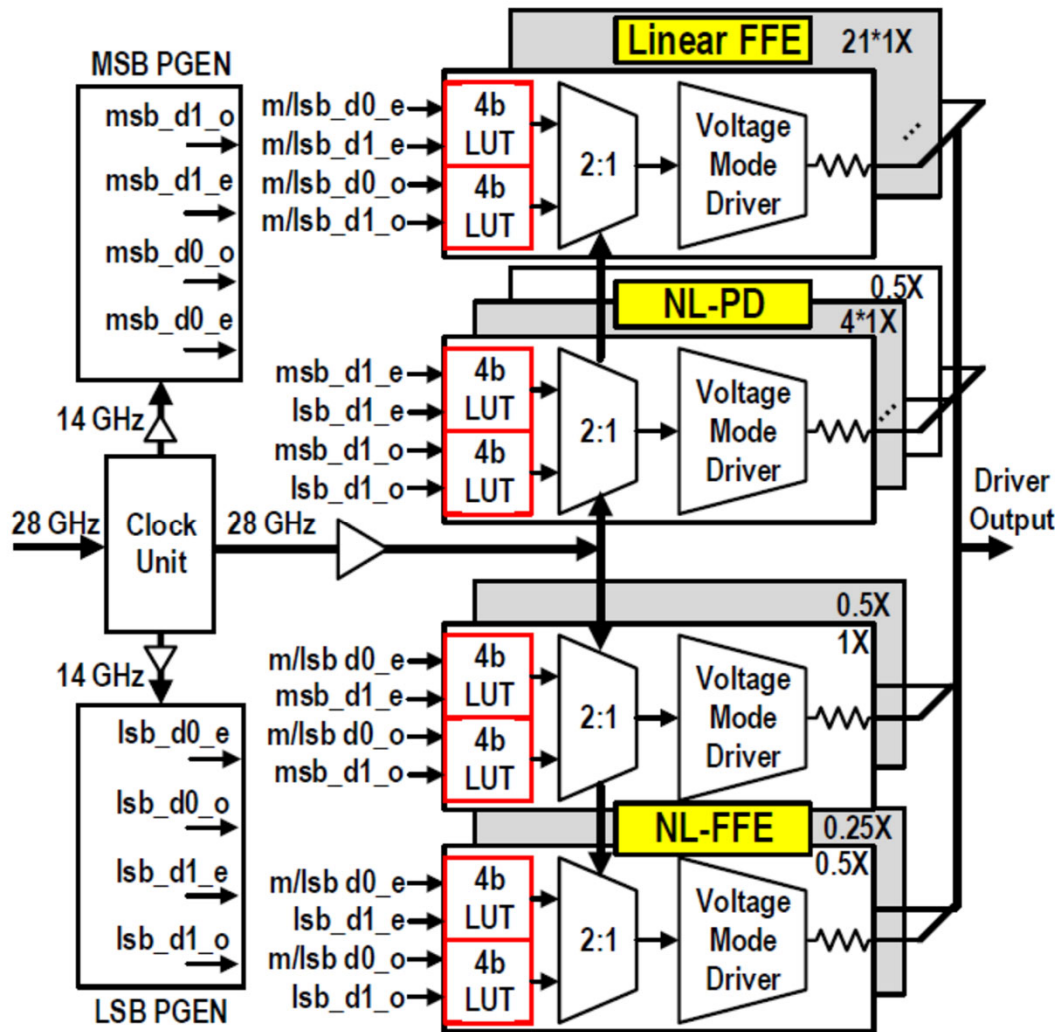 MSB PGEN
msb_d1_o
msb_d1_e
msb_d0_o
msb_d0_e
14 GHz
28 GHz
Clock
Unit
28 GHz
14 GHz
lsb_d0_e
lsb_d0_o
lsb_d1_e
lsb_d1_o
LSB PGEN
Linear FFE
21*1X
m/lsb_d0_e
m/lsb_d1_e
m/lsb_d0_o
m/lsb_d1_o
4b
LUT
4b
LUT
2:1
Voltage
Mode
Driver
...
NL-PD
0.5X
4*1X
msb_d1_e
lsb_d1_e
msb_d1_o
lsb_d1_o
4b
LUT
4b
LUT
2:1
Voltage
Mode
Driver
...
Driver
Output
0.5X
1X
m/lsb d0_e
msb_d1_e
m/lsb d0_o
msb_d1_o
4b
LUT
4b
LUT
2:1
Voltage
Mode
Driver
NL-FFE
0.25X
0.5X
m/lsb d0_e
lsb_d1_e
m/lsb d0_o
lsb_d1_o
4b
LUT
4b
LUT
2:1
Voltage
Mode
Driver